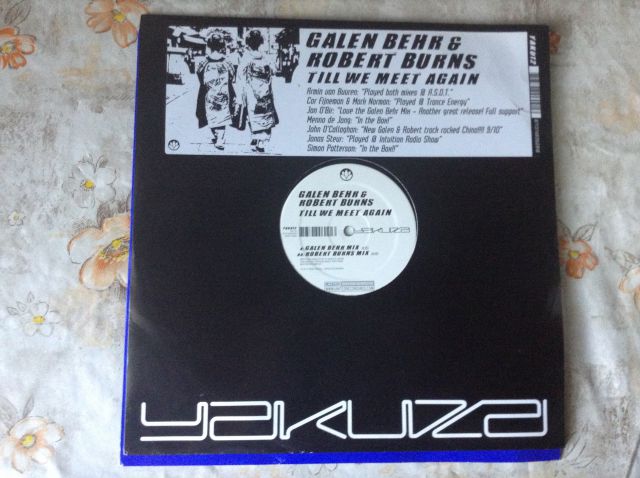 GALEN BEHR &
ROBERT BURNS
TILL WE MEET AGAIN
Armin van Buuren: "Played both mixes @ A.S.O.T."
Cor Fijneman & Mark Norman: "Played @ Trance Energy"
Jan O'Bir: "Love the Galen Behr Mix - Another great release! Full support"
Menno de Jong: "In the Box!"
John O'Callaghan: "New Galen & Robert track rocked China!!!! 9/10"
Jonas Steur: "Played @ Intuition Radio Show"
Simon Patterson: "In the Box!!"
YAKU12
GALEN BEHR &
ROBERT BURNS
TILL WE MEET AGAIN
YAKUZA
A: GALEN BEHR MIX
AA: ROBERT BURNS MIX
YAKUZA